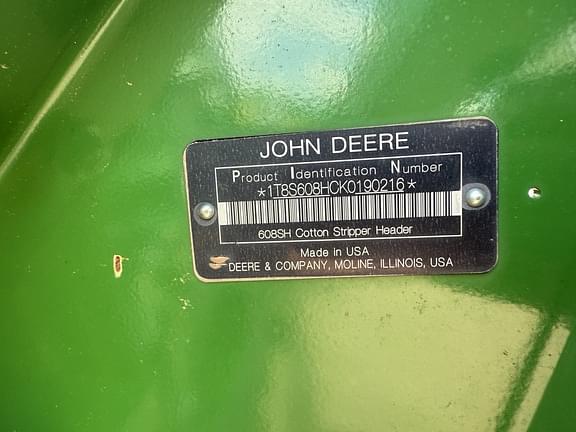 JOHN DEERE
Product Identification Number
*1T8S608HCK0190216*
608SH Cotton Stripper Header
Made in USA
DEERE & COMPANY, MOLINE, ILLINOIS, USA